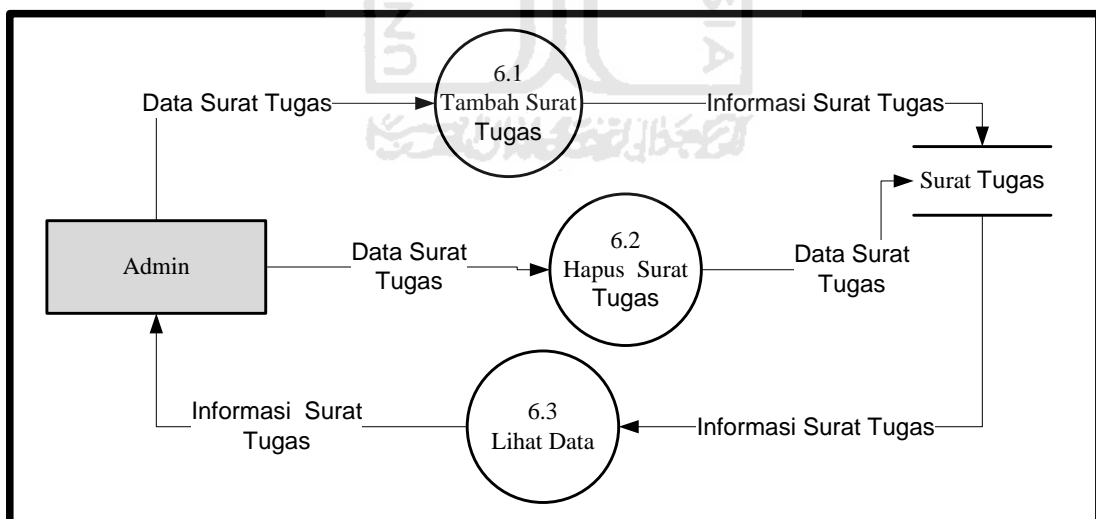 6.1
Tambah Surat
Tugas
Data Surat Tugas
Informasi Surat Tugas
Surat Tugas
Admin
Data Surat
Tugas
6.2
Hapus Surat
Tugas
Data Surat
Tugas
Informasi Surat
Tugas
6.3
Lihat Data
Informasi Surat Tugas